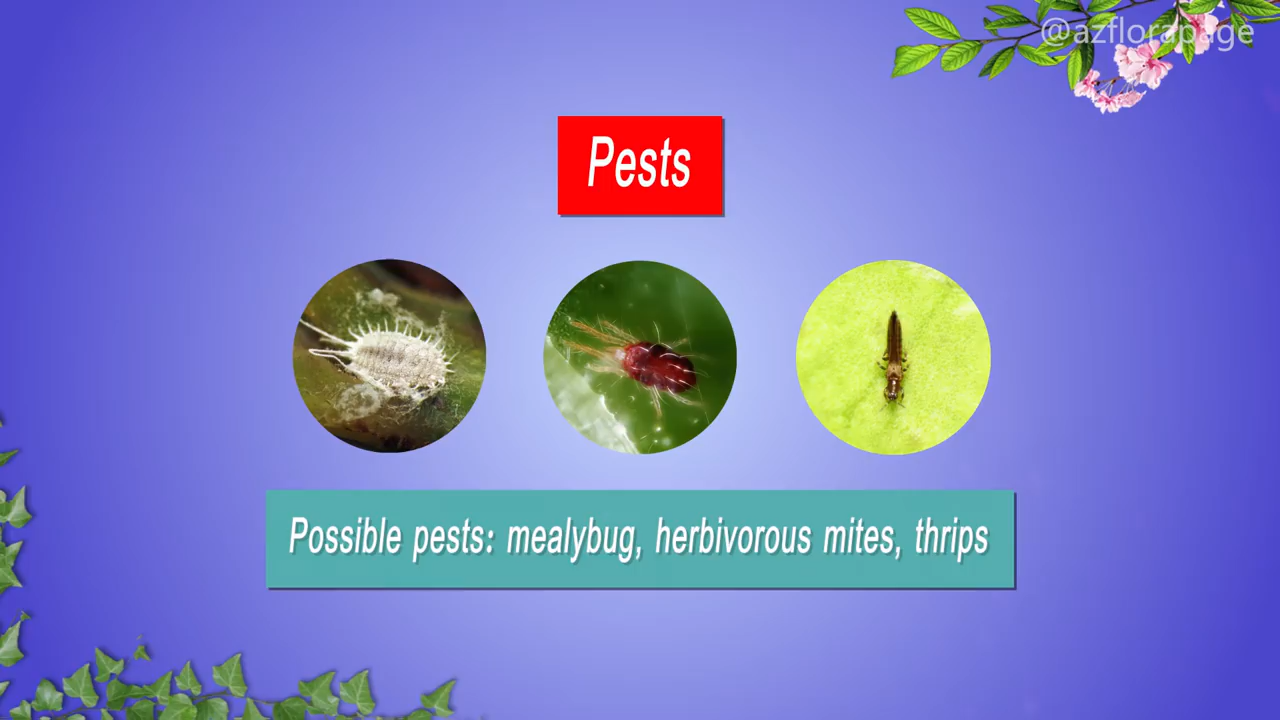 @azflorapage
Pests
Possible pests: mealybug, herbivorous mites, thrips